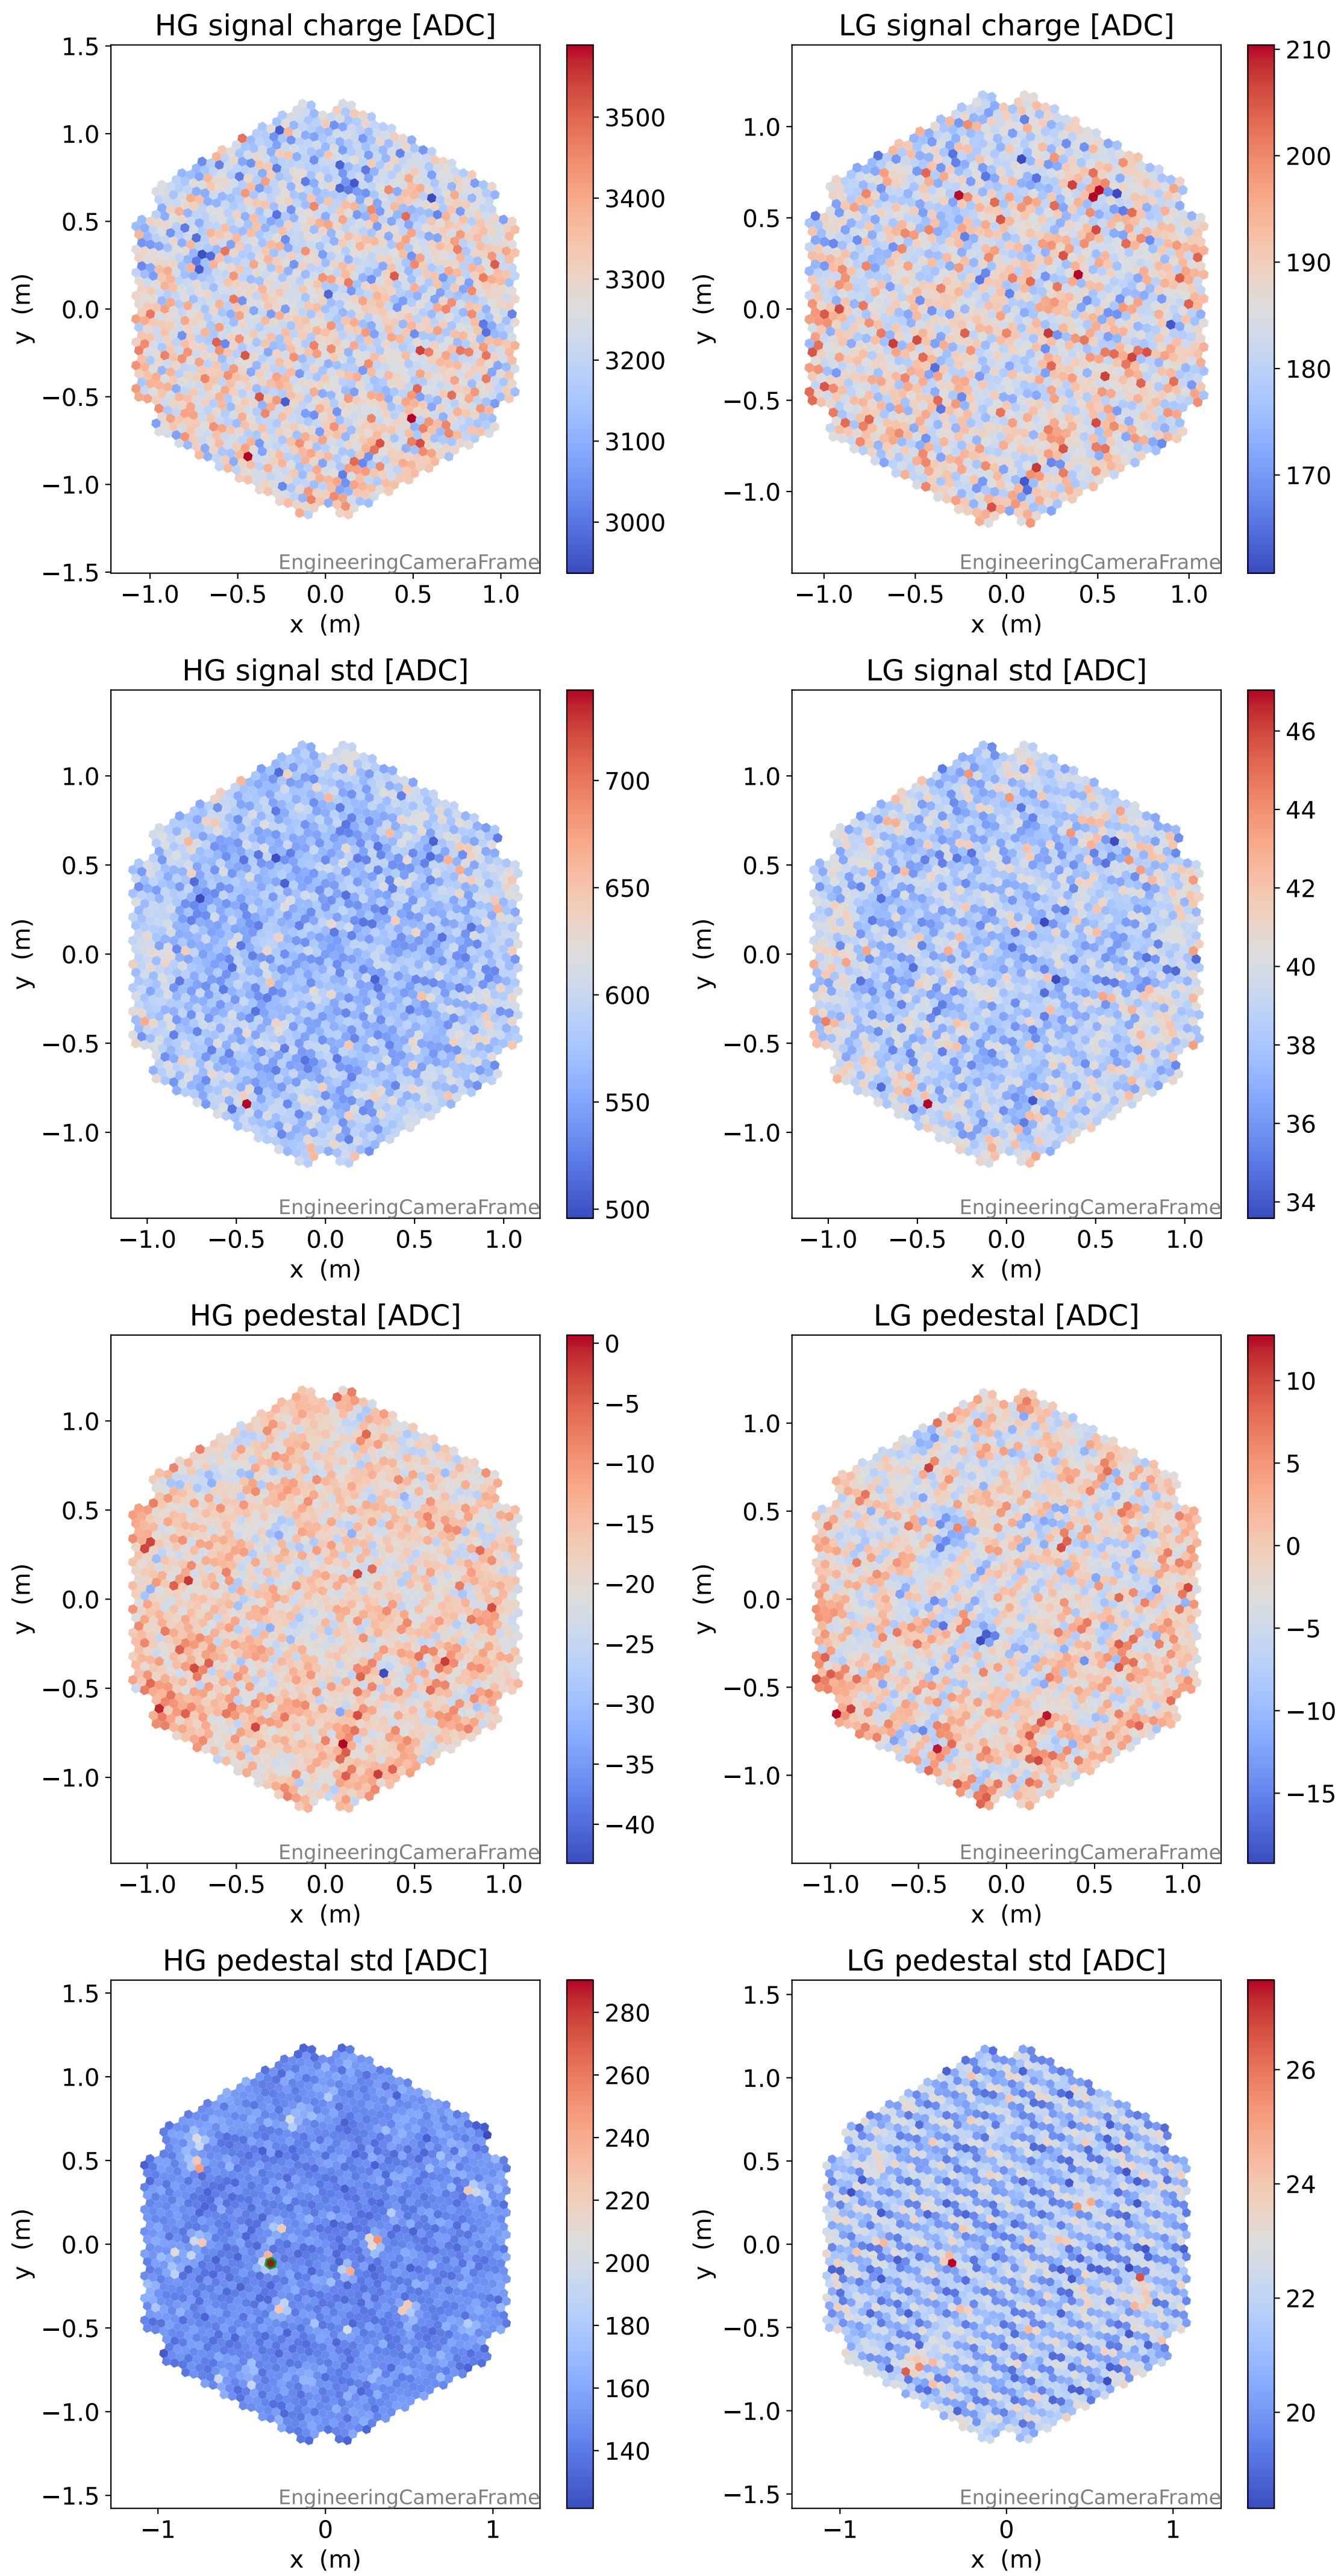 HG signal charge [ADC]
1.5
1.0
0.5
0.0
−0.5
−1.0
−1.5
y (m)
−1.0 −0.5 0.0 0.5 1.0
x (m)
EngineeringCameraFrame
3500
3400
3300
3200
3100
3000
LG signal charge [ADC]
1.0
0.5
0.0
−0.5
−1.0
y (m)
−1.0 −0.5 0.0 0.5 1.0
x (m)
EngineeringCameraFrame
210
200
190
180
170
HG signal std [ADC]
1.0
0.5
0.0
−0.5
−1.0
y (m)
−1.0 −0.5 0.0 0.5 1.0
x (m)
EngineeringCameraFrame
700
650
600
550
500
LG signal std [ADC]
1.0
0.5
0.0
−0.5
−1.0
y (m)
−1.0 −0.5 0.0 0.5 1.0
x (m)
EngineeringCameraFrame
46
44
42
40
38
36
34
HG pedestal [ADC]
1.0
0.5
0.0
−0.5
−1.0
y (m)
−1.0 −0.5 0.0 0.5 1.0
x (m)
EngineeringCameraFrame
0
−5
−10
−15
−20
−25
−30
−35
−40
LG pedestal [ADC]
1.0
0.5
0.0
−0.5
−1.0
y (m)
−1.0 −0.5 0.0 0.5 1.0
x (m)
EngineeringCameraFrame
10
5
0
−5
−10
−15
HG pedestal std [ADC]
1.5
1.0
0.5
0.0
−0.5
−1.0
−1.5
y (m)
−1 0 1
x (m)
EngineeringCameraFrame
280
260
240
220
200
180
160
140
LG pedestal std [ADC]
1.5
1.0
0.5
0.0
−0.5
−1.0
−1.5
y (m)
−1 0 1
x (m)
EngineeringCameraFrame
26
24
22
20